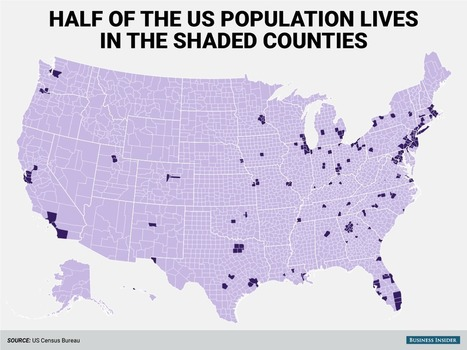 HALF OF THE US POPULATION LIVES
IN THE SHADED COUNTIES
SOURCE: US Census Bureau
BUSINESS INSIDER